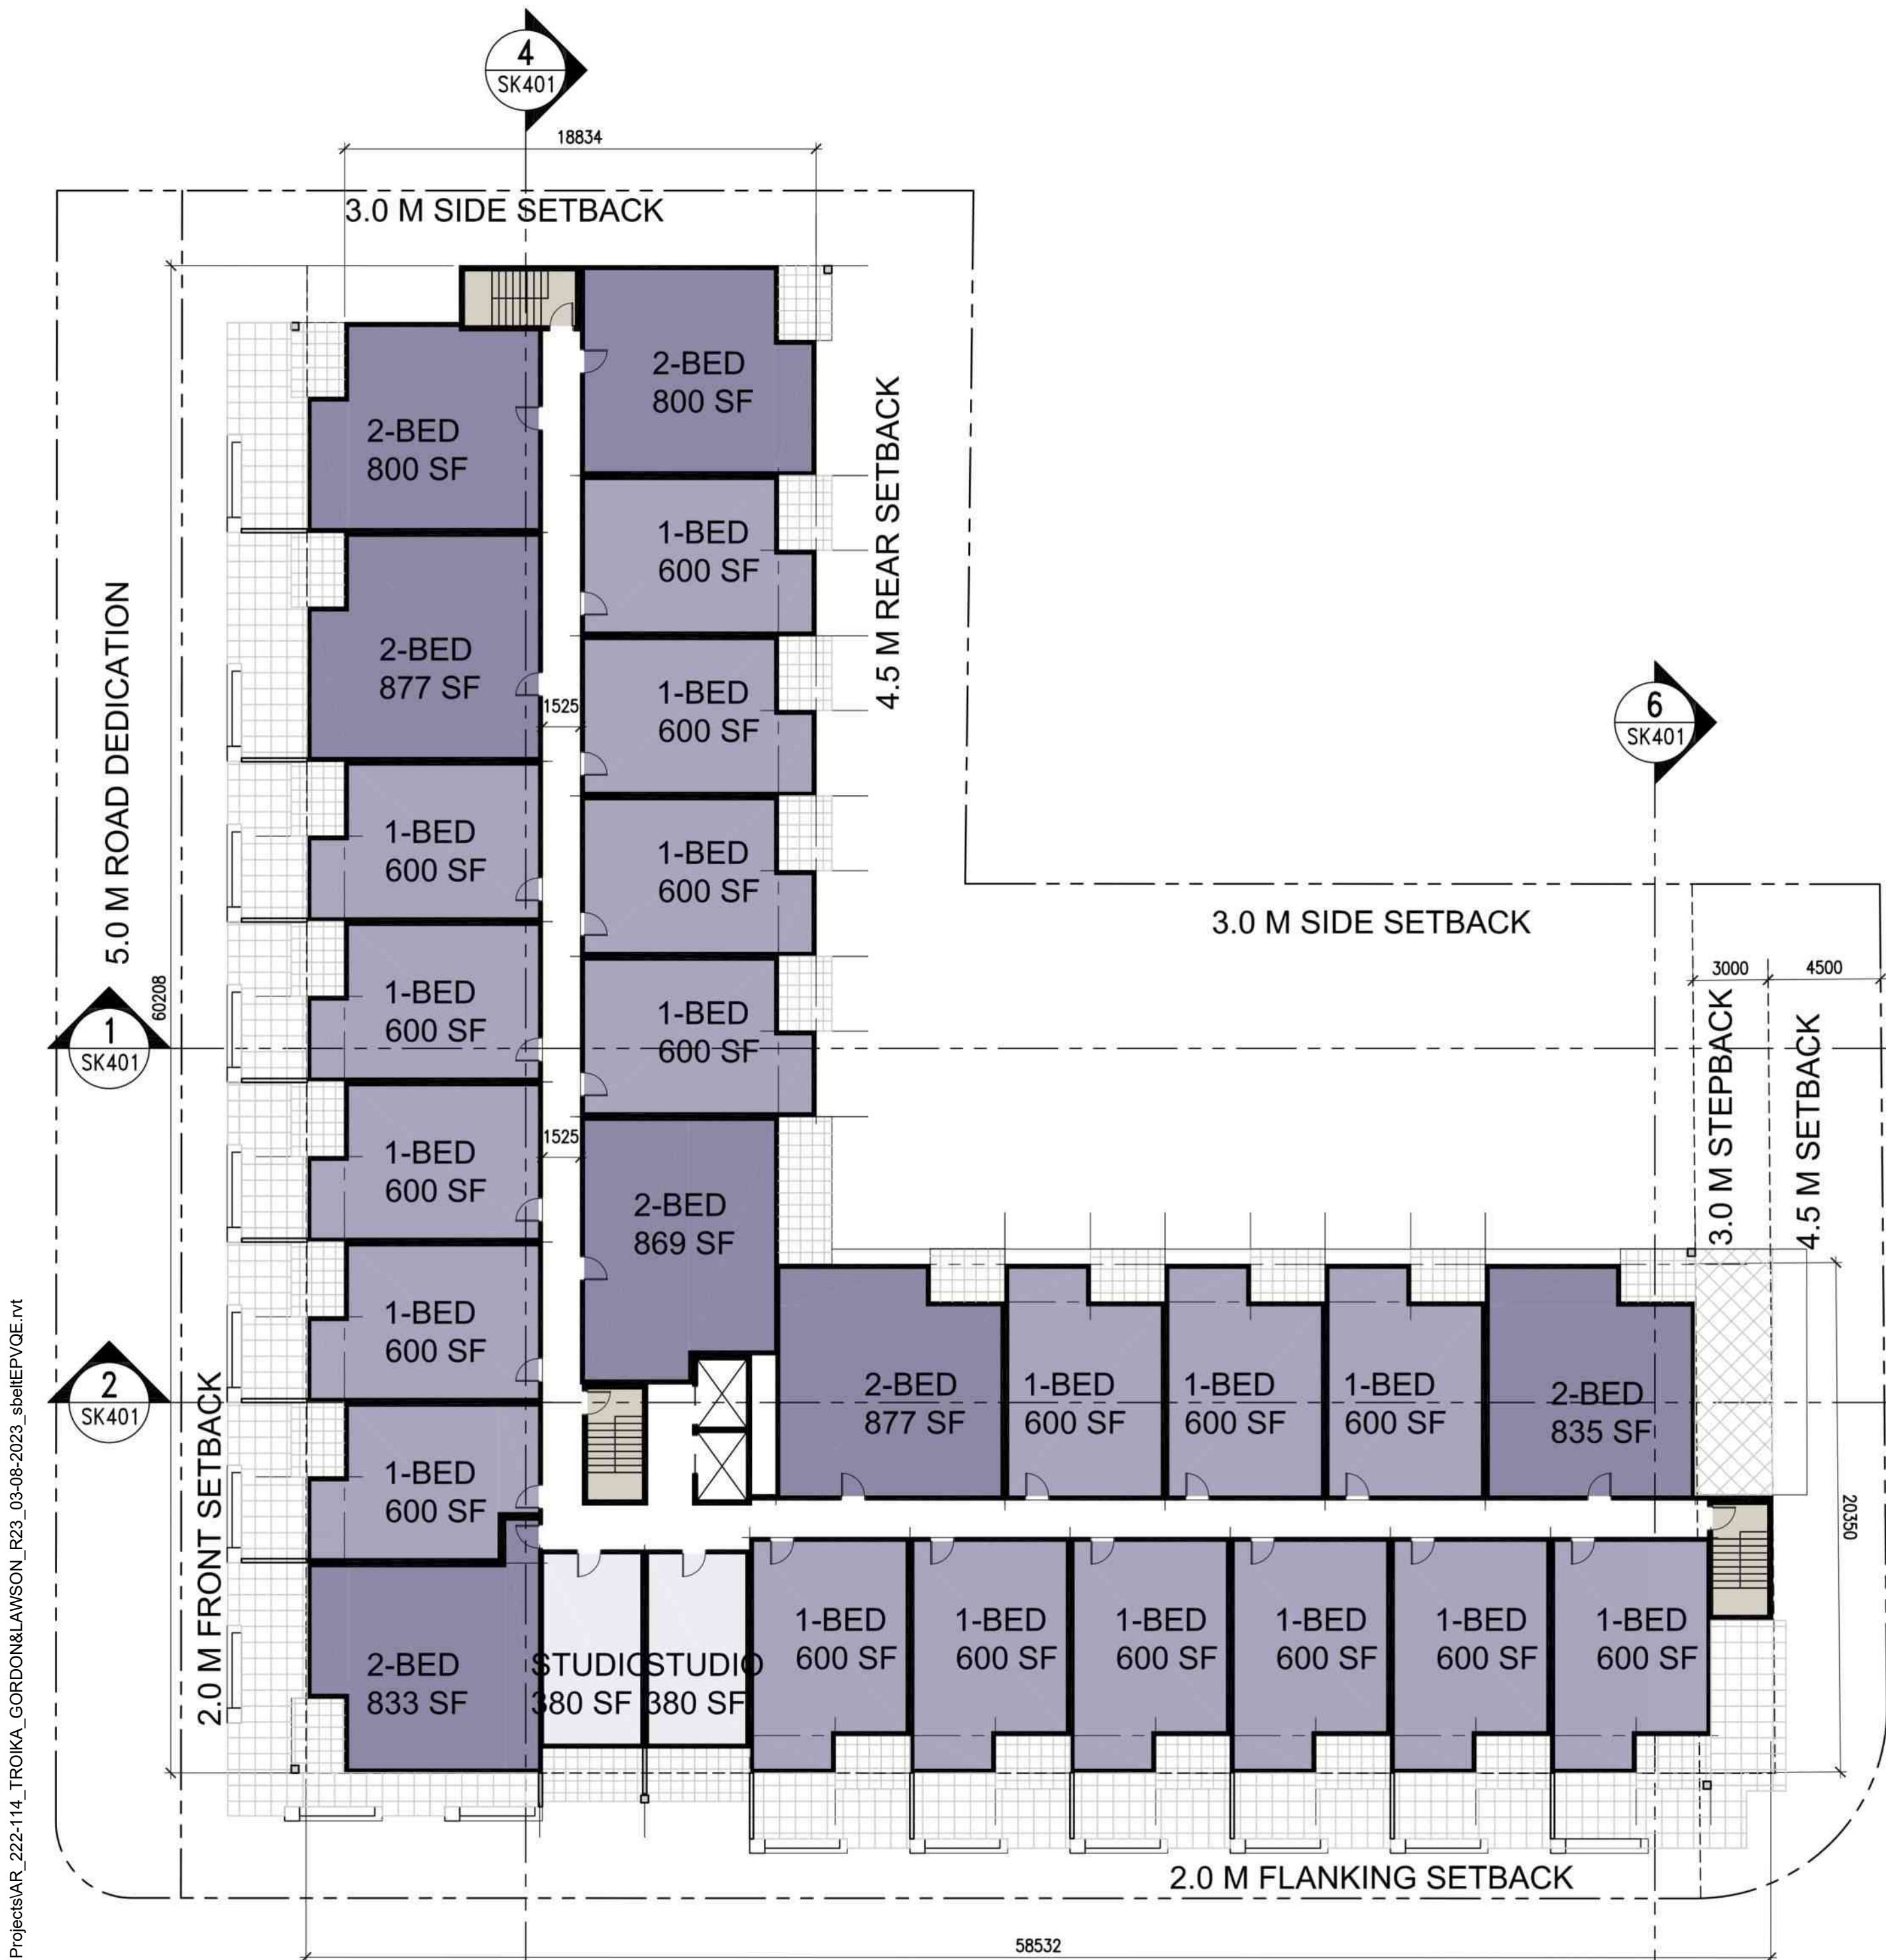 4
SK401
18834
3.0 M SIDE SETBACK
2-BED
800 SF
2-BED
800 SF
4.5 M REAR SETBACK
1-BED
600 SF
5.0 M ROAD DEDICATION
2-BED
877 SF
1525
1-BED
600 SF
6
SK401
1-BED
600 SF
1-BED
600 SF
3.0 M SIDE SETBACK
3000
4500
60208
1-BED
600 SF
1-BED
600 SF
1
SK401
3.0 M STEPBACK
4.5 M SETBACK
1-BED
600 SF
1525
2-BED
869 SF
1-BED
600 SF
2
SK401
2-BED
877 SF
1-BED
600 SF
1-BED
600 SF
1-BED
600 SF
2-BED
835 SF
2.0 M FRONT SETBACK
1-BED
600 SF
20350
2-BED
833 SF
STUDIO
380 SF
STUDIO
380 SF
1-BED
600 SF
1-BED
600 SF
1-BED
600 SF
1-BED
600 SF
1-BED
600 SF
1-BED
600 SF
2.0 M FLANKING SETBACK
58532
Projects\AR_222-114_TROIKA_GORDON&LAWSON_R23_03-08-2023_sbeltEPVQE.rvt